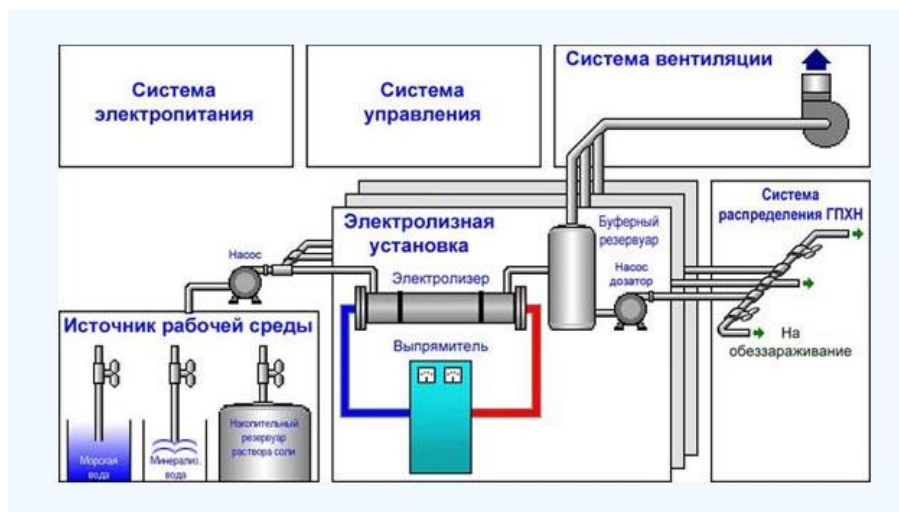 Система
электропитания
Система
управления
Система вентиляции
Электролизная
установка
Буферный
резервуар
Система
распределения ГПХН
Насос
Электролизер
Насос
дозатор
Источник рабочей среды
Выпрямитель
На
обеззараживание
Морская
вода
Минерализ.
вода
Накопительный
резервуар
раствора соли